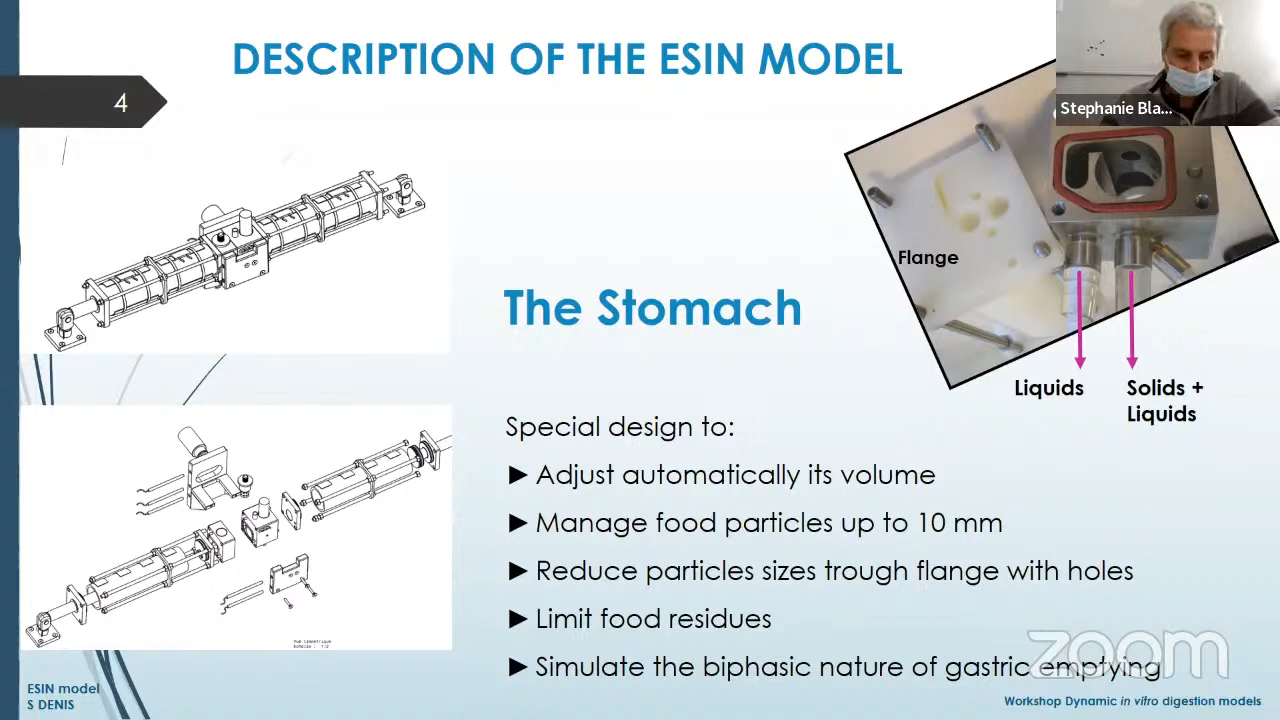 DESCRIPTION OF THE ESIN MODEL
4
Stephanie Bla...
Flange
The Stomach
Liquids
Solids +
Liquids
Special design to:
►Adjust automatically its volume
►Manage food particles up to 10 mm
►Reduce particles sizes trough flange with holes
►Limit food residues
►Simulate the biphasic nature of gastric emptying
zoom
ESIN model
S DENIS
Workshop Dynamic in vitro digestion models